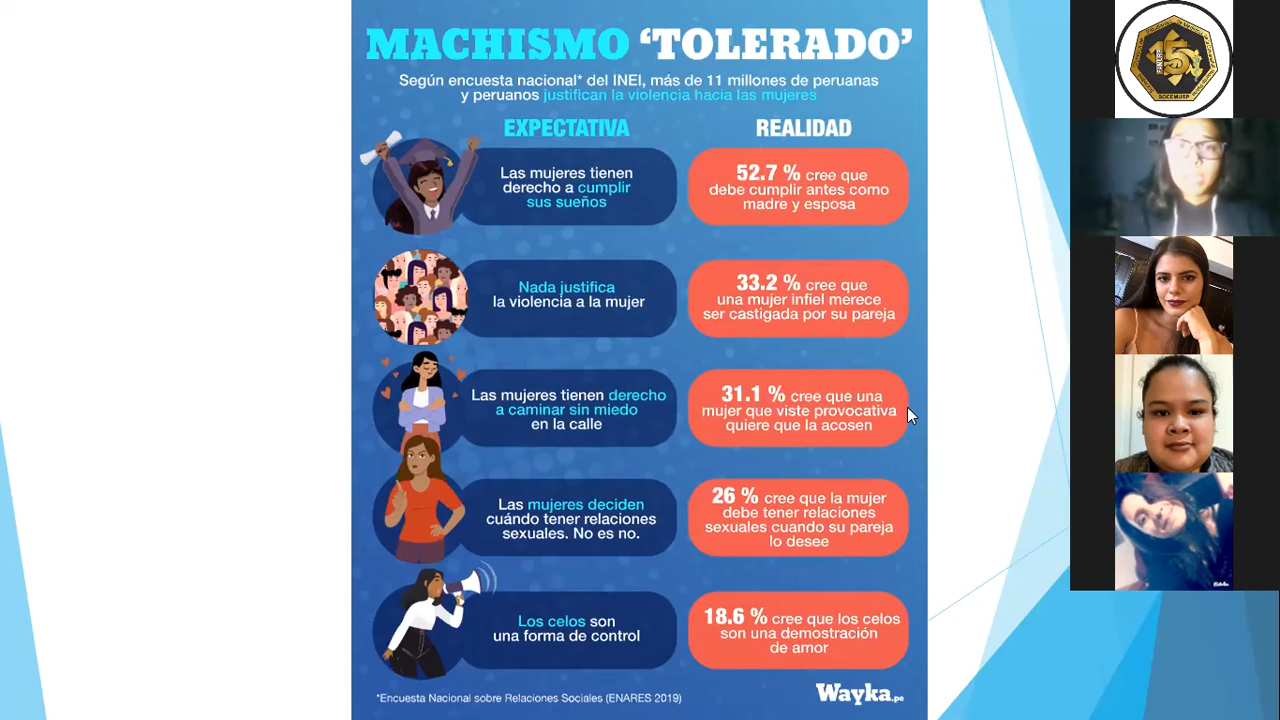 MACHISMO ‘TOLERADO’
Según encuesta nacional* del INEI, más de 11 millones de peruanas
y peruanos justifican la violencia hacia las mujeres
EXPECTATIVA
REALIDAD
Las mujeres tienen
derecho a cumplir
sus sueños
52.7 % cree que
debe cumplir antes como
madre y esposa
Nada justifica
la violencia a la mujer
33.2 % cree que
una mujer infiel merece
ser castigada por su pareja
Las mujeres tienen derecho
a caminar sin miedo
en la calle
31.1 % cree que una
mujer que viste provocativa
quiere que la acosen
Las mujeres deciden
cuándo tener relaciones
sexuales. No es no.
26 % cree que la mujer
debe tener relaciones
sexuales cuando su pareja
lo desee
Los celos son
una forma de control
18.6 % cree que los celos
son una demostración
de amor
*Encuesta Nacional sobre Relaciones Sociales (ENARES 2019)
Wayka.pe
15
SOCEMURP